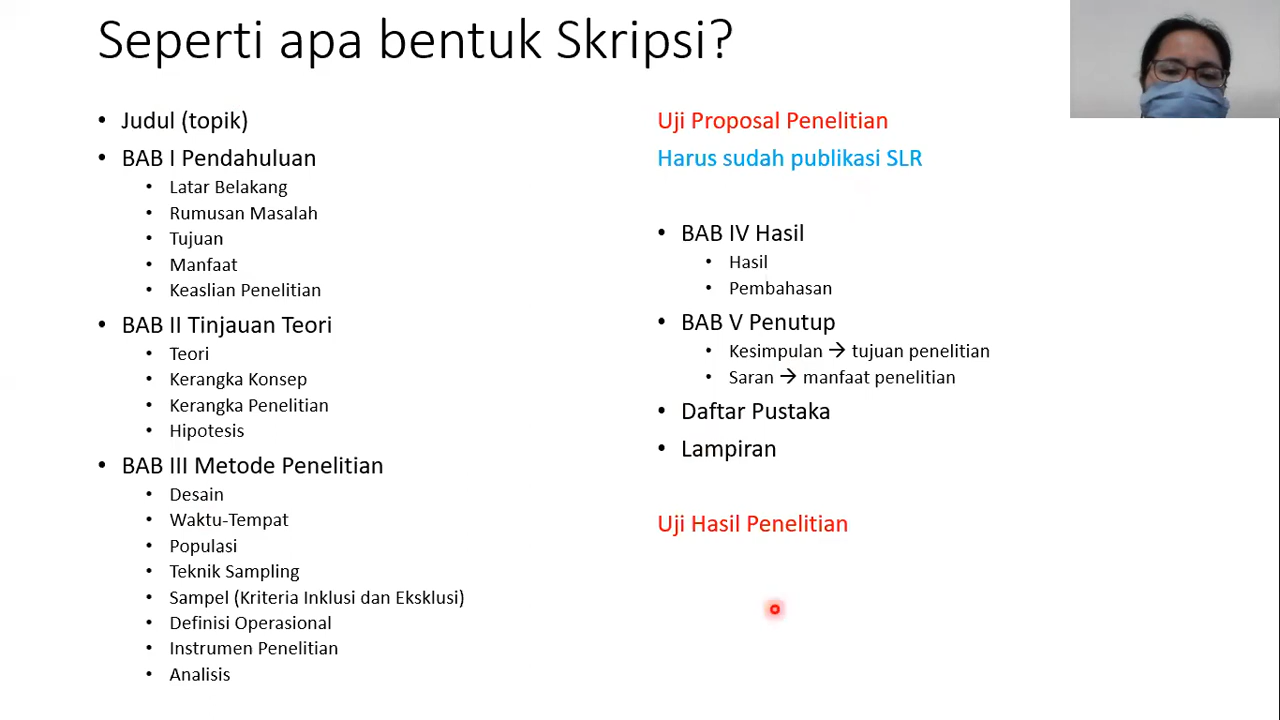 Seperti apa bentuk Skripsi?
• Judul (topik)
• BAB I Pendahuluan
• Latar Belakang
• Rumusan Masalah
• Tujuan
• Manfaat
• Keaslian Penelitian
• BAB II Tinjauan Teori
• Teori
• Kerangka Konsep
• Kerangka Penelitian
• Hipotesis
• BAB III Metode Penelitian
• Desain
• Waktu-Tempat
• Populasi
• Teknik Sampling
• Sampel (Kriteria Inklusi dan Eksklusi)
• Definisi Operasional
• Instrumen Penelitian
• Analisis
Uji Proposal Penelitian
Harus sudah publikasi SLR
• BAB IV Hasil
• Hasil
• Pembahasan
• BAB V Penutup
• Kesimpulan → tujuan penelitian
• Saran → manfaat penelitian
• Daftar Pustaka
• Lampiran
Uji Hasil Penelitian